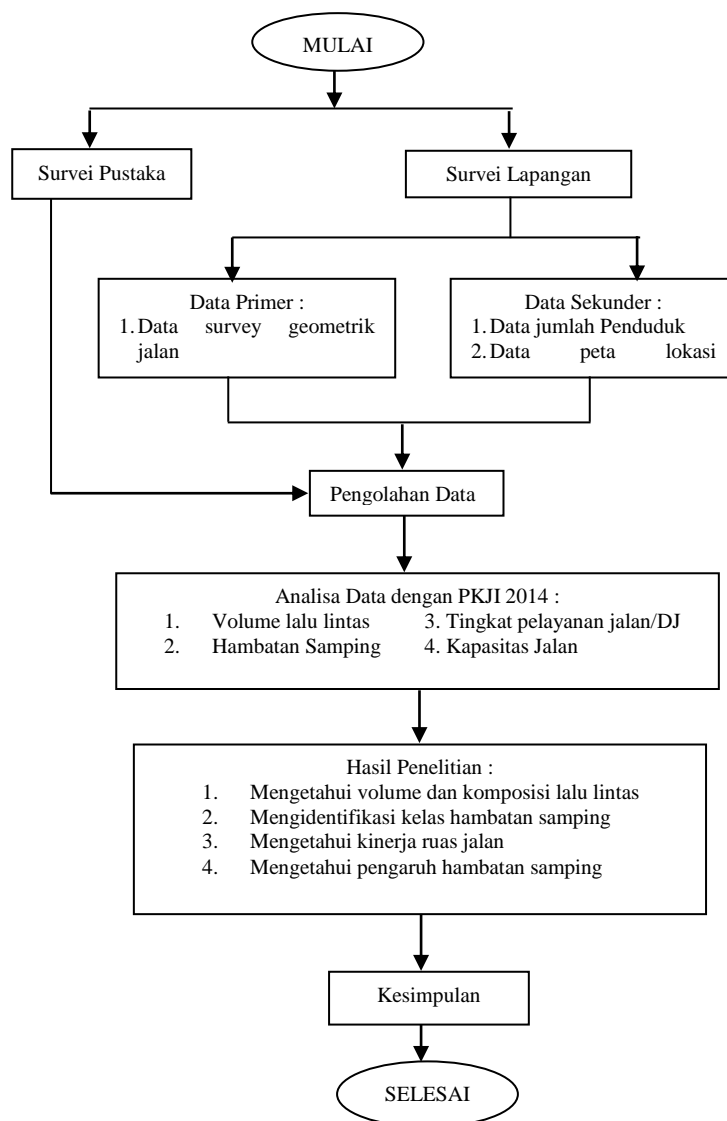 MULAI
Survei Pustaka
Survei Lapangan
Data Primer :
1. Data survey geometrik
jalan
Data Sekunder :
1. Data jumlah Penduduk
2. Data peta lokasi
Pengolahan Data
Analisa Data dengan PKJI 2014 :
1. Volume lalu lintas 3. Tingkat pelayanan jalan/DJ
2. Hambatan Samping 4. Kapasitas Jalan
Hasil Penelitian :
1. Mengetahui volume dan komposisi lalu lintas
2. Mengidentifikasi kelas hambatan samping
3. Mengetahui kinerja ruas jalan
4. Mengetahui pengaruh hambatan samping
Kesimpulan
SELESAI